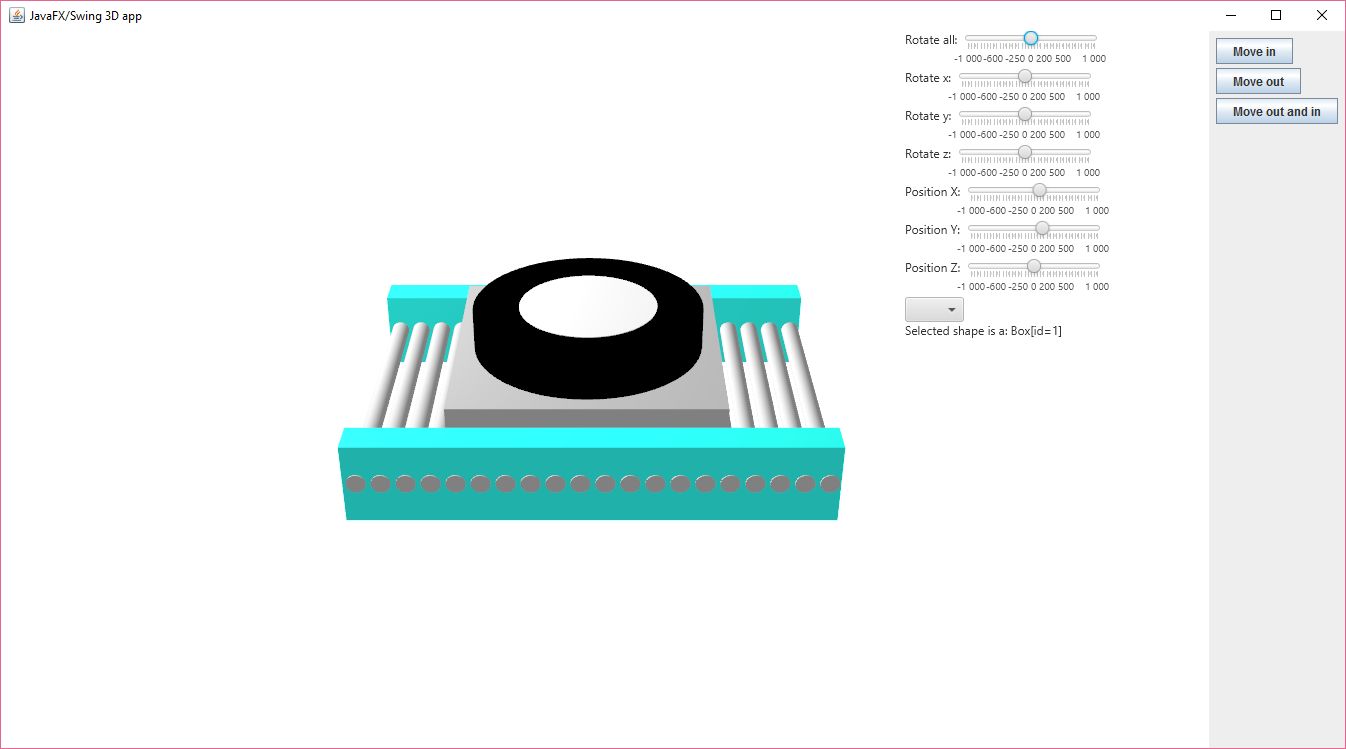 JavaFX/Swing 3D app
Rotate all:
-1 000 -600 -250 0 200 500 1 000
Rotate x:
-1 000 -600 -250 0 200 500 1 000
Rotate y:
-1 000 -600 -250 0 200 500 1 000
Rotate z:
-1 000 -600 -250 0 200 500 1 000
Position X:
-1 000 -600 -250 0 200 500 1 000
Position Y:
-1 000 -600 -250 0 200 500 1 000
Position Z:
-1 000 -600 -250 0 200 500 1 000
Selected shape is a: Box[id=1]
Move in
Move out
Move out and in